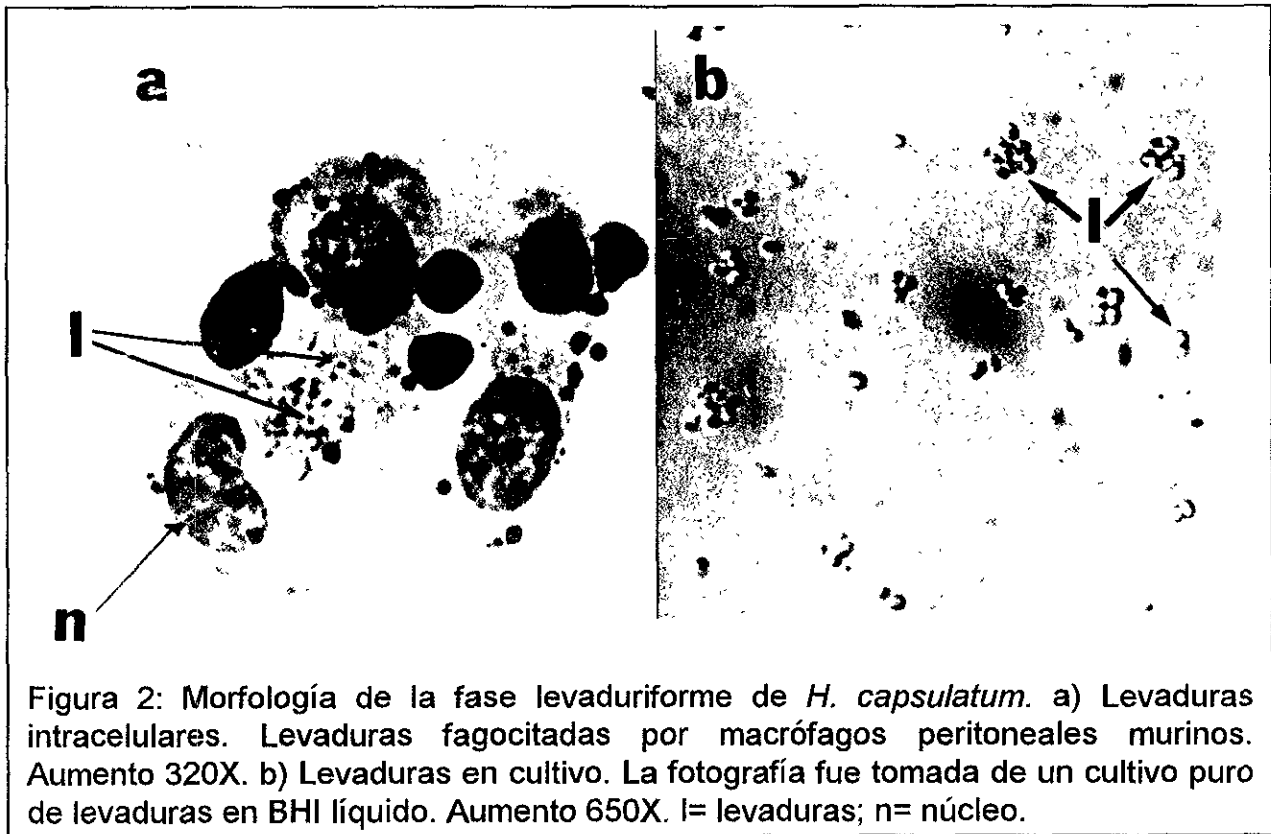 a
b
l
l
n
Figura 2: Morfología de la fase levaduriforme de H. capsulatum. a) Levaduras
intracelulares. Levaduras fagocitadas por macrófagos peritoneales murinos.
Aumento 320X. b) Levaduras en cultivo. La fotografía fue tomada de un cultivo puro
de levaduras en BHI líquido. Aumento 650X. l= levaduras; n= núcleo.